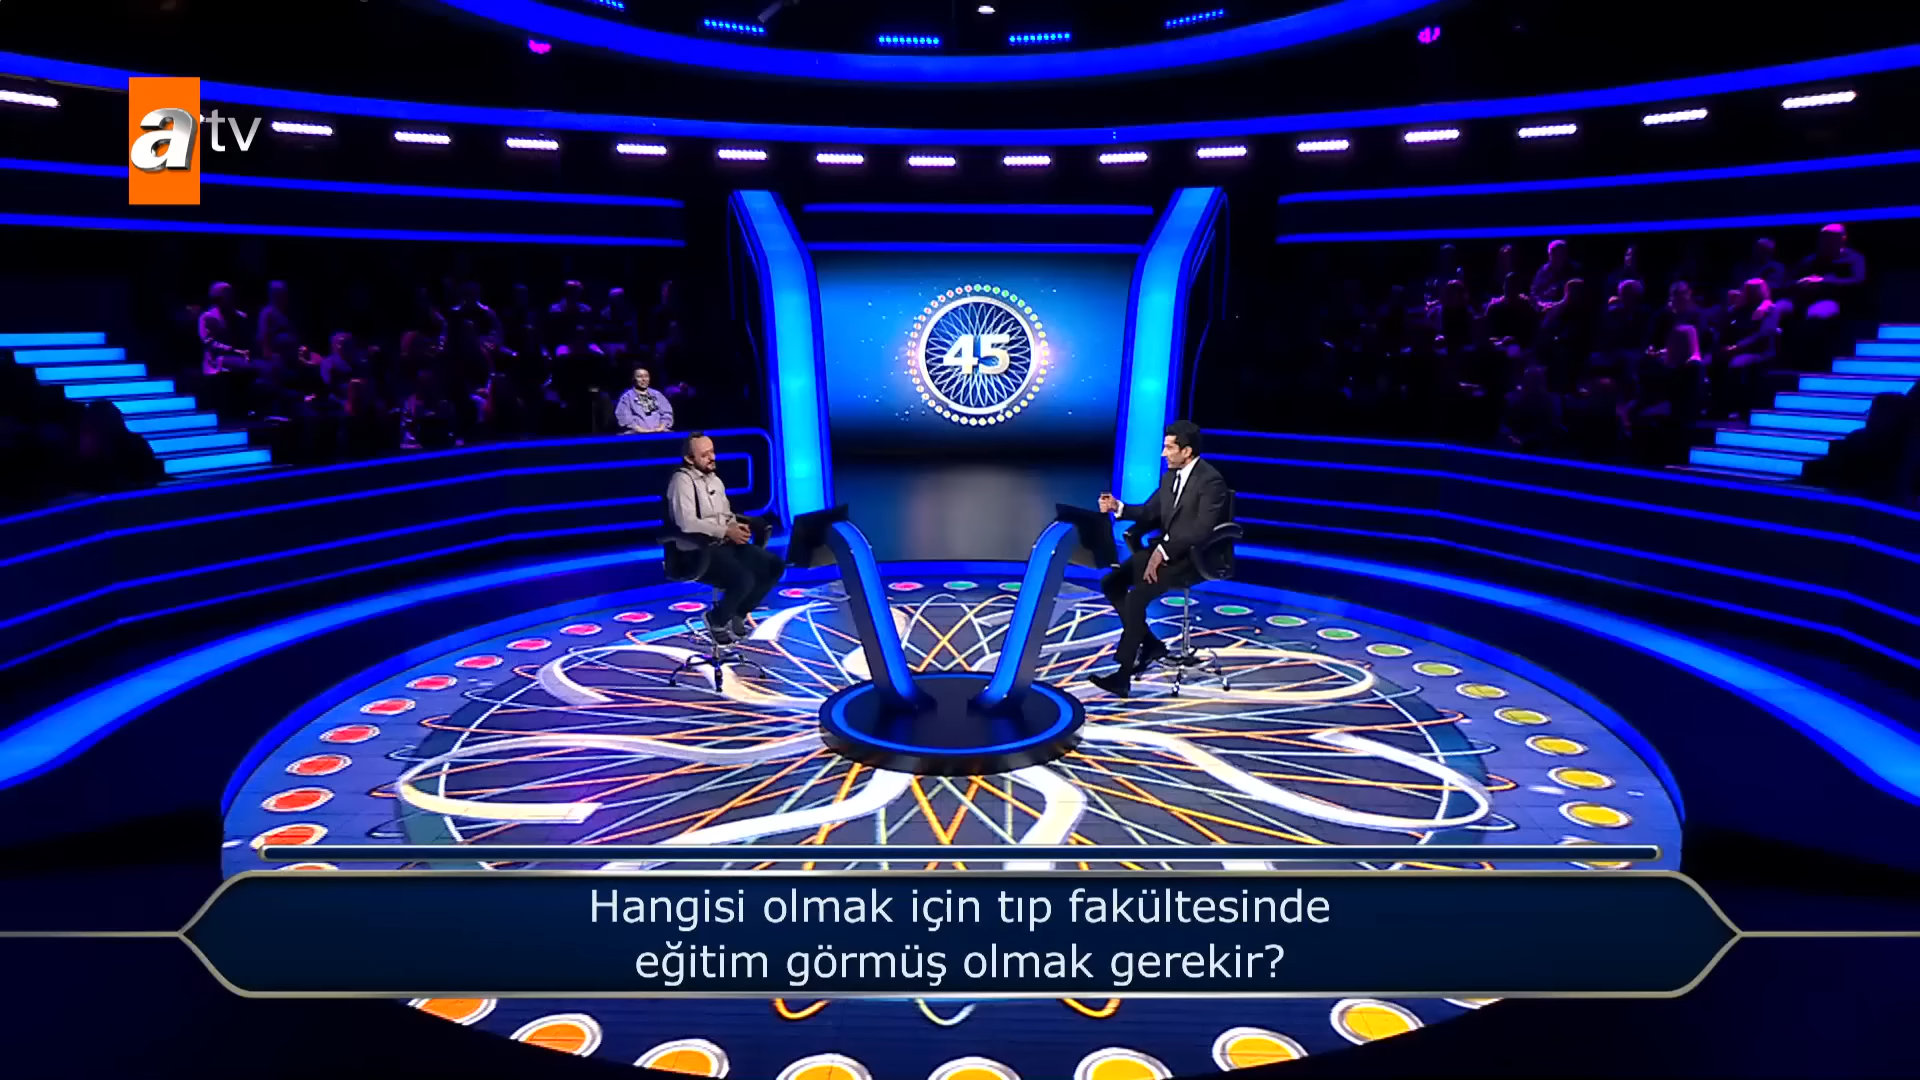 atv
45
Hangisi olmak için tıp fakültesinde
eğitim görmüş olmak gerekir?